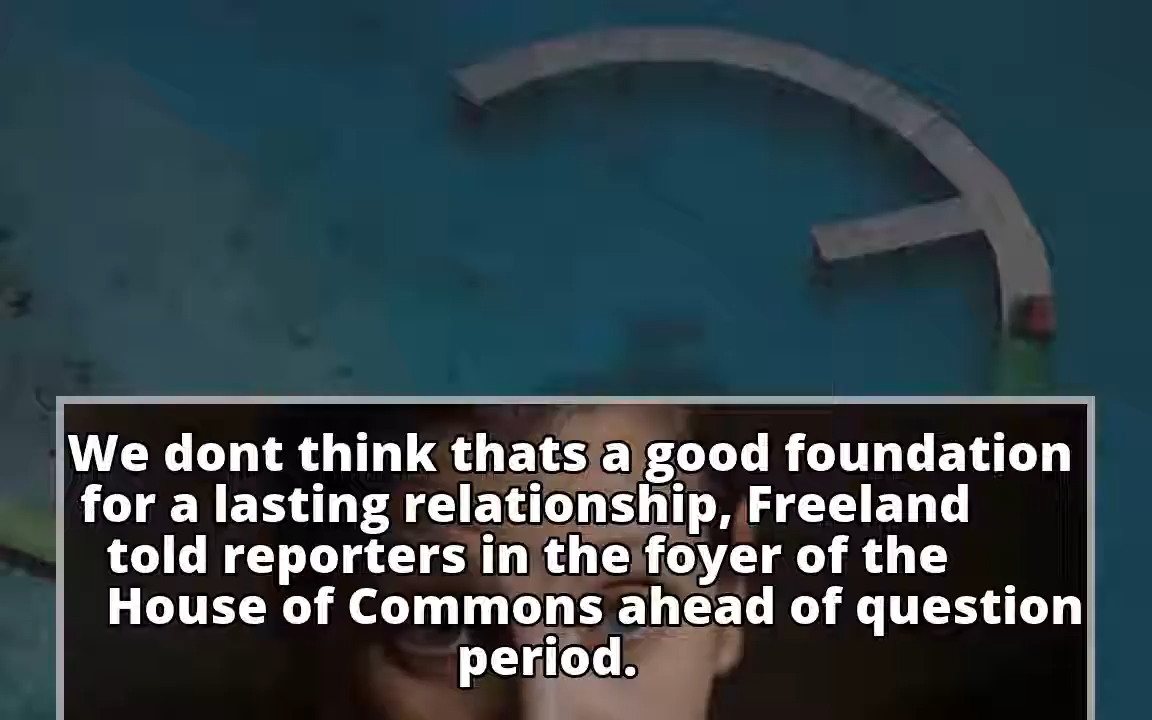 We dont think thats a good foundation
for a lasting relationship, Freeland
told reporters in the foyer of the
House of Commons ahead of question
period.